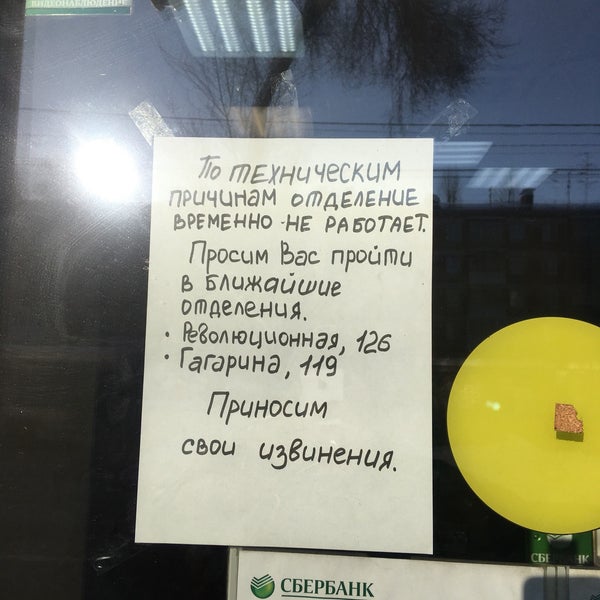 ВИДЕОНАБЛЮДЕНИЕ
По техническим
причинам отделение
временно не работает.
Просим Вас пройти
в ближайшие
отделения.
• Революционная, 126
• Гагарина, 119
Приносим
свои извинения.
СБЕРБАНК